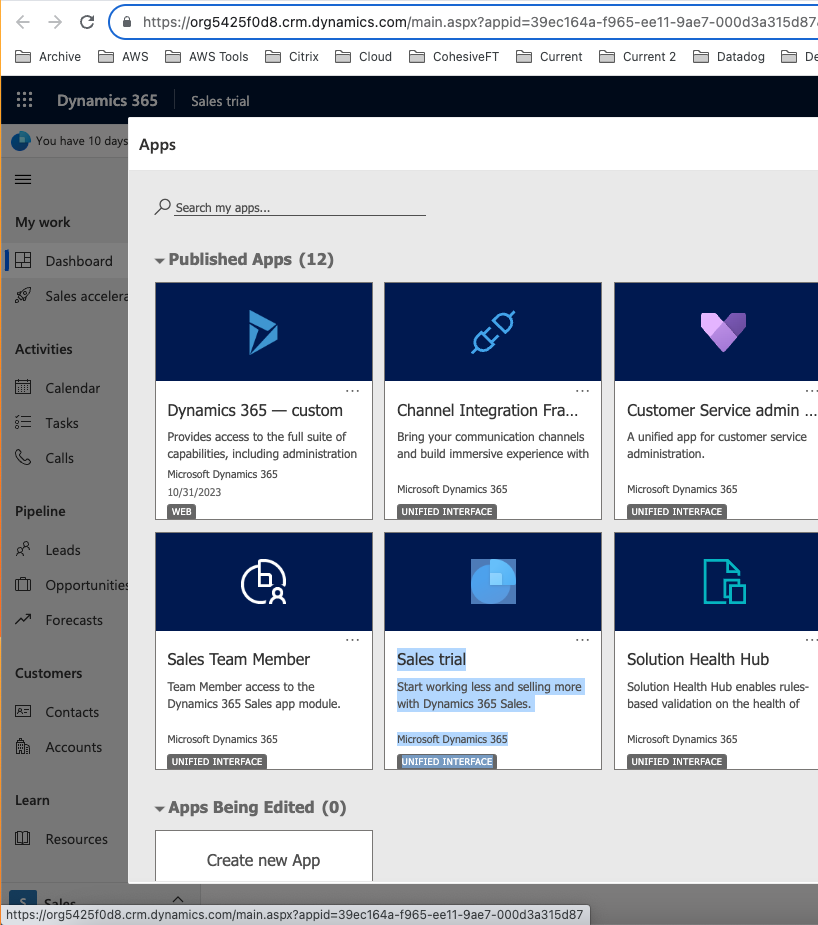 https://org5425f0d8.crm.dynamics.com/main.aspx?appid=39ec164a-f965-ee11-9ae7-000d3a315d87
Archive AWS AWS Tools Citrix Cloud CohesiveFT Current Current 2 Datadog De
Dynamics 365 Sales trial
You have 10 days
Apps
Search my apps...
My work
Dashboard
Sales accelera
Activities
Calendar
Tasks
Calls
Pipeline
Leads
Opportunities
Forecasts
Customers
Contacts
Accounts
Learn
Resources
S Sales
Published Apps (12)
...
Dynamics 365 — custom
Provides access to the full suite of
capabilities, including administration
Microsoft Dynamics 365
10/31/2023
WEB
...
Channel Integration Fra...
Bring your communication channels
and build immersive experience with
Microsoft Dynamics 365
UNIFIED INTERFACE
...
Customer Service admin ...
A unified app for customer service
administration.
Microsoft Dynamics 365
UNIFIED INTERFACE
...
Sales Team Member
Team Member access to the
Dynamics 365 Sales app module.
Microsoft Dynamics 365
UNIFIED INTERFACE
...
Sales trial
Start working less and selling more
with Dynamics 365 Sales.
Microsoft Dynamics 365
UNIFIED INTERFACE
...
Solution Health Hub
Solution Health Hub enables rules-
based validation on the health of
Microsoft Dynamics 365
UNIFIED INTERFACE
Apps Being Edited (0)
Create new App
https://org5425f0d8.crm.dynamics.com/main.aspx?appid=39ec164a-f965-ee11-9ae7-000d3a315d87